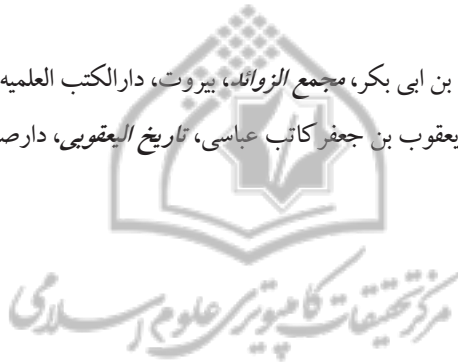 بن ابی بکر، مجمع الزوائد، بیروت، دارالکتب العلمیه
یعقوب بن جعفر کاتب عباسی، تاریخ الیعقوبی، دارص
مرکز تحقیقات کامپیوتری علوم اسلامی